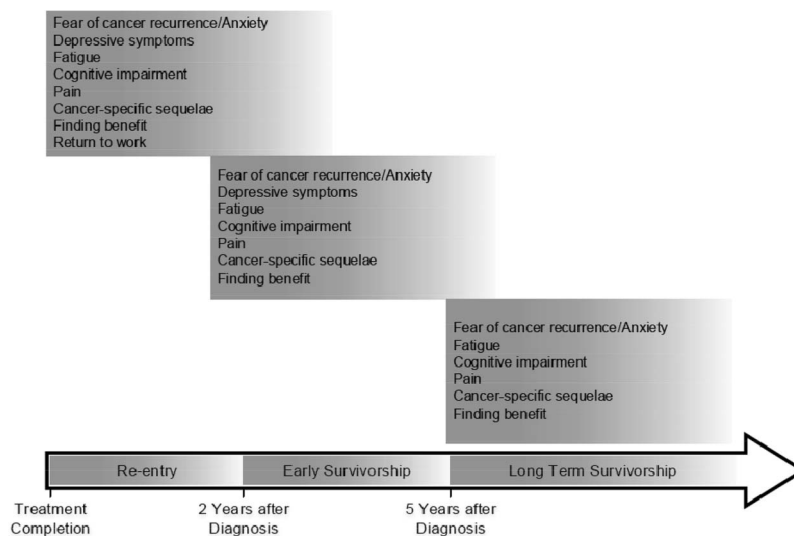 Fear of cancer recurrence/Anxiety
Depressive symptoms
Fatigue
Cognitive impairment
Pain
Cancer-specific sequelae
Finding benefit
Return to work
Fear of cancer recurrence/Anxiety
Depressive symptoms
Fatigue
Cognitive impairment
Pain
Cancer-specific sequelae
Finding benefit
Fear of cancer recurrence/Anxiety
Fatigue
Cognitive impairment
Pain
Cancer-specific sequelae
Finding benefit
Re-entry
Early Survivorship
Long Term Survivorship
Treatment
Completion
2 Years after
Diagnosis
5 Years after
Diagnosis